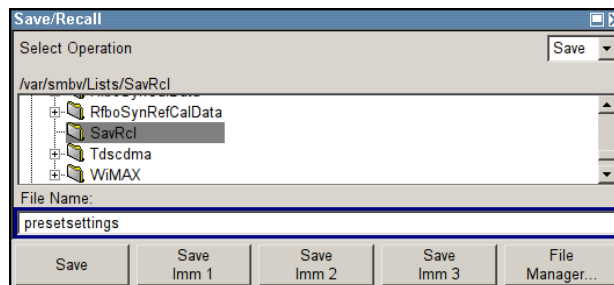 Save/Recall
Select Operation
Save
/var/smbv/Lists/SavRcl
RfboSynRefCalData
SavRcl
Tdscdma
WiMAX
File Name:
presetsettings
Save
Save
Imm 1
Save
Imm 2
Save
Imm 3
File
Manager...